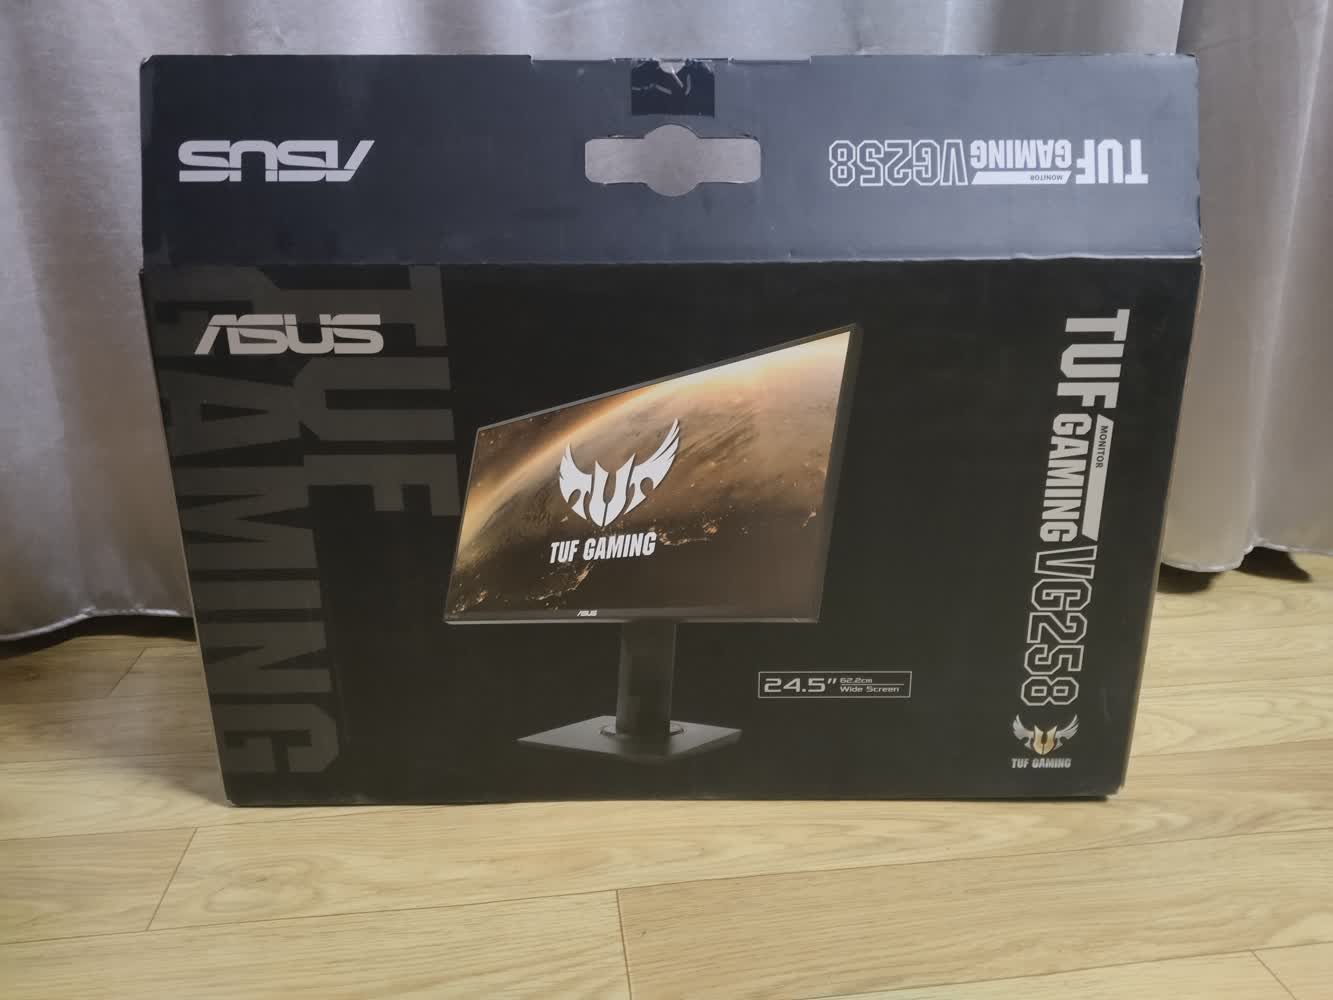 ASUS
TUF GAMING VG258
MONITOR
ASUS
TUF
GAMING
TUF GAMING
ASUS
24.5" 62.2cm
Wide Screen
TUF GAMING VG258
MONITOR
TUF GAMING